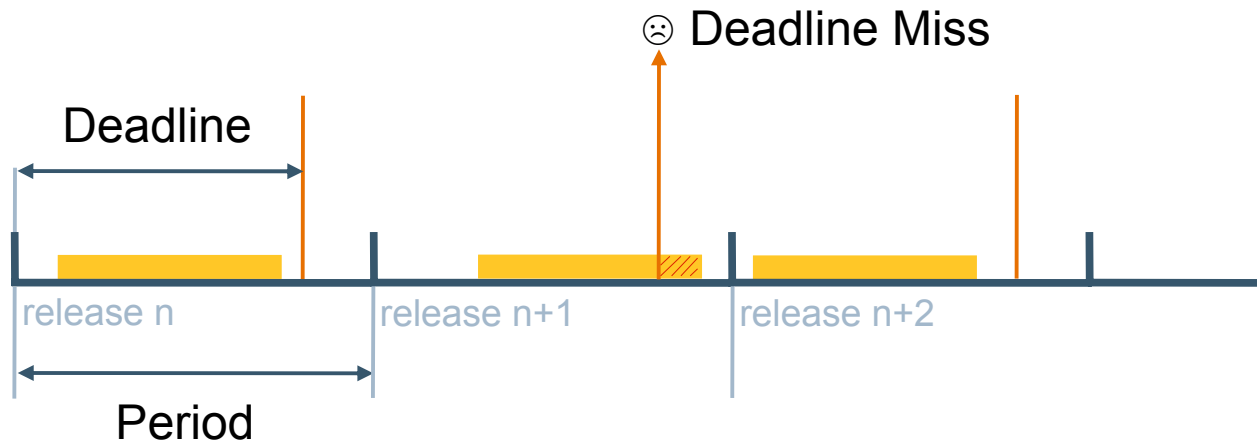 ☹ Deadline Miss
Deadline
release n
release n+1
release n+2
Period